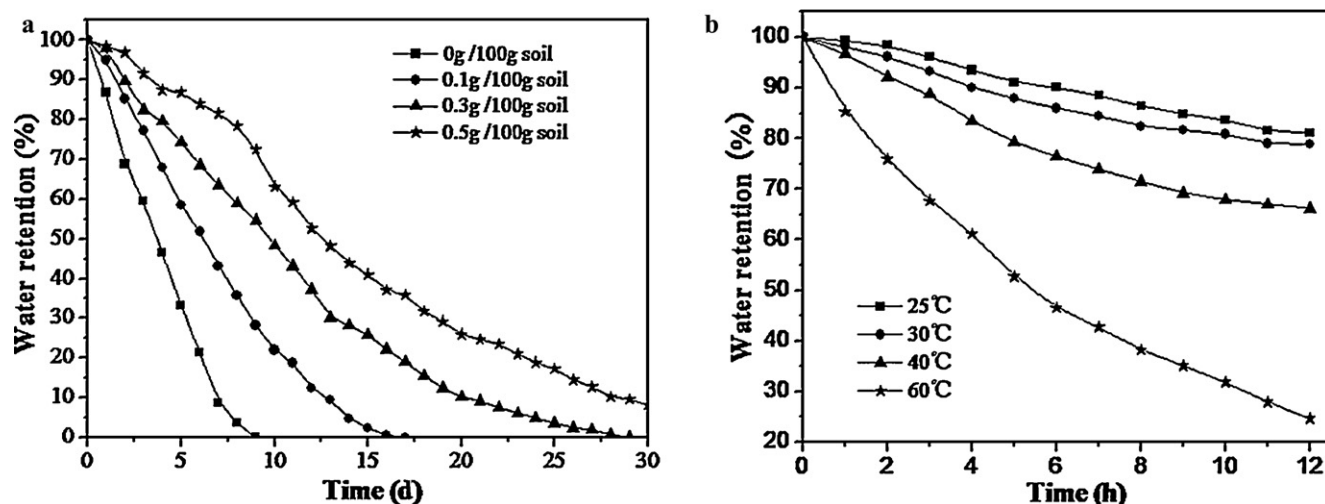 a
Water retention (%)
100
90
80
70
60
50
40
30
20
10
0
0g /100g soil
0.1g /100g soil
0.3g /100g soil
0.5g /100g soil
0 5 10 15 20 25 30
Time (d)
b
Water retention (%)
100
90
80
70
60
50
40
30
20
25℃
30℃
40℃
60℃
0 2 4 6 8 10 12
Time (h)